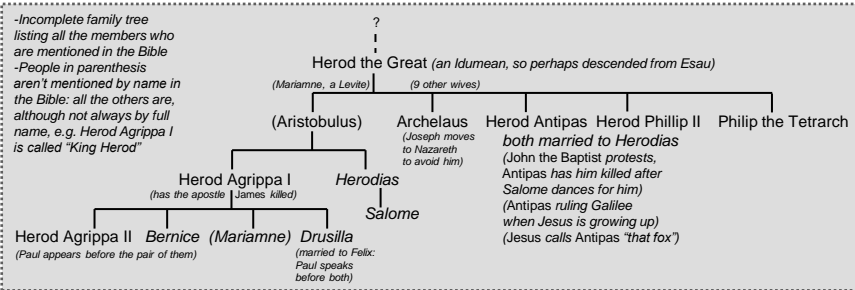 -Incomplete family tree
listing all the members who
are mentioned in the Bible
-People in parenthesis
aren't mentioned by name in
the Bible: all the others are,
although not always by full
name, e.g. Herod Agrippa I
is called “King Herod”
?
Herod the Great (an Idumean, so perhaps descended from Esau)
(Mariamne, a Levite) (9 other wives)
(Aristobulus) Archelaus Herod Antipas Herod Phillip II Philip the Tetrarch
(Joseph moves
to Nazareth
to avoid him)
both married to Herodias
(John the Baptist protests,
Antipas has him killed after
Salome dances for him)
(Antipas ruling Galilee
when Jesus is growing up)
(Jesus calls Antipas “that fox”)
Herod Agrippa I Herodias
(has the apostle James killed)
Salome
Herod Agrippa II Bernice (Mariamne) Drusilla
(Paul appears before the pair of them)
(married to Felix:
Paul speaks
before both)